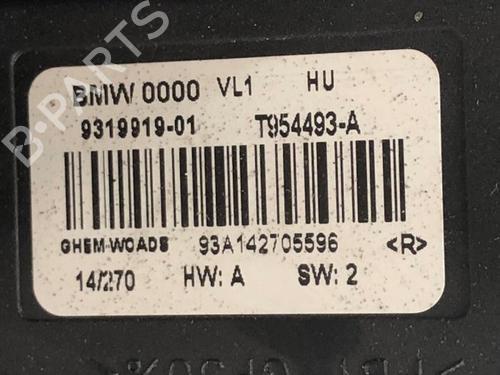 B-PARTS
BMW 0000 VL1 HU
9319919-01 T954493-A
GHEM-WOADS 93A142705596 <R>
14/270 HW: A SW: 2